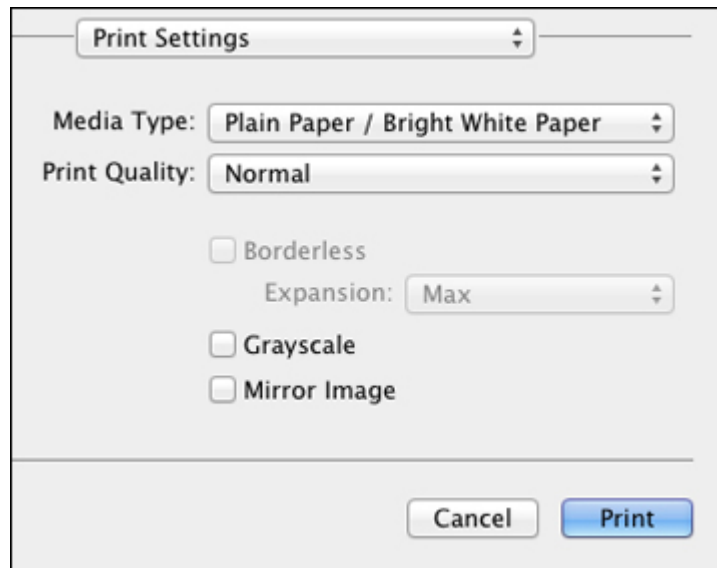 Print Settings
Media Type: Plain Paper / Bright White Paper
Print Quality: Normal
Borderless
Expansion: Max
Grayscale
Mirror Image
Cancel Print